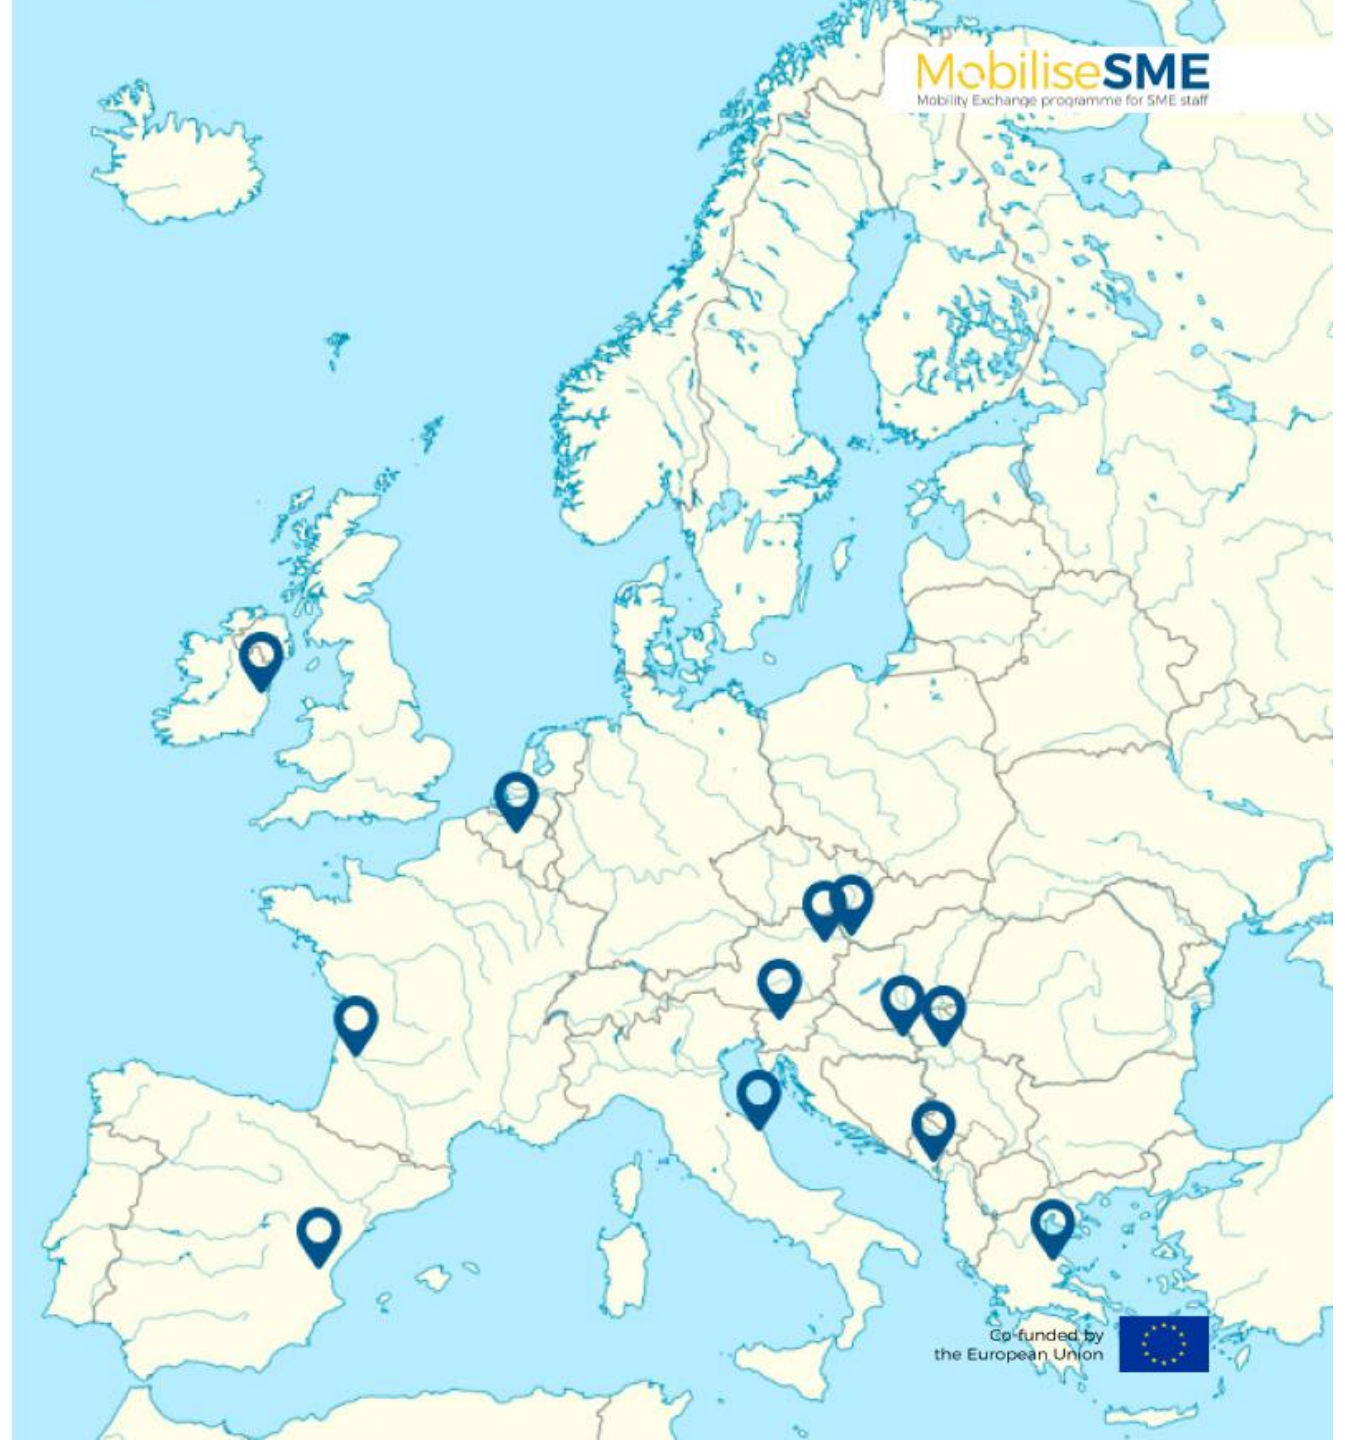 MobiliseSME
Mobility Exchange programme for SME staff
Co-funded by
the European Union